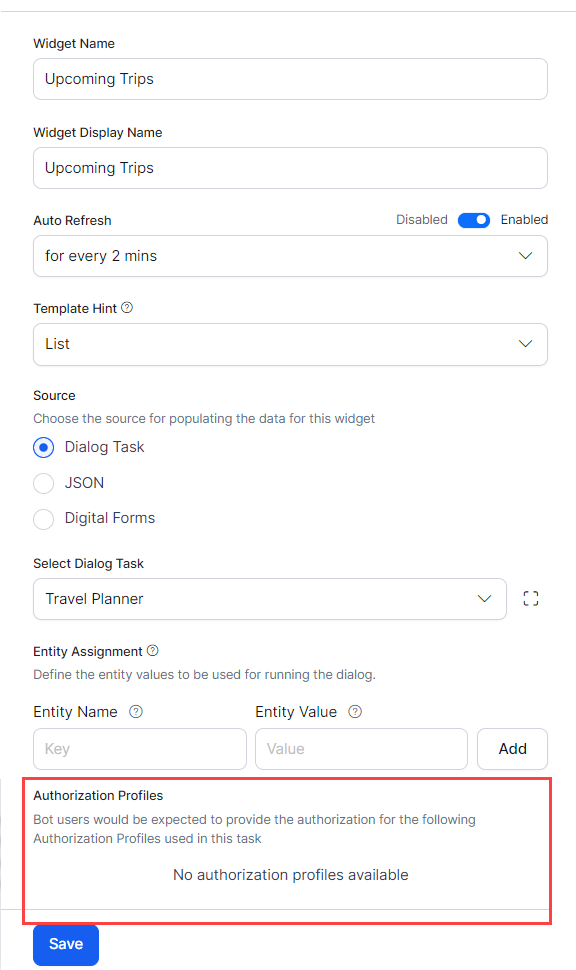 Widget Name
Upcoming Trips
Widget Display Name
Upcoming Trips
Auto Refresh Disabled Enabled
for every 2 mins
Template Hint ?
List
Source
Choose the source for populating the data for this widget
Dialog Task
JSON
Digital Forms
Select Dialog Task
Travel Planner
Entity Assignment ?
Define the entity values to be used for running the dialog.
Entity Name ? Entity Value ?
Key Value Add
Authorization Profiles
Bot users would be expected to provide the authorization for the following
Authorization Profiles used in this task
No authorization profiles available
Save